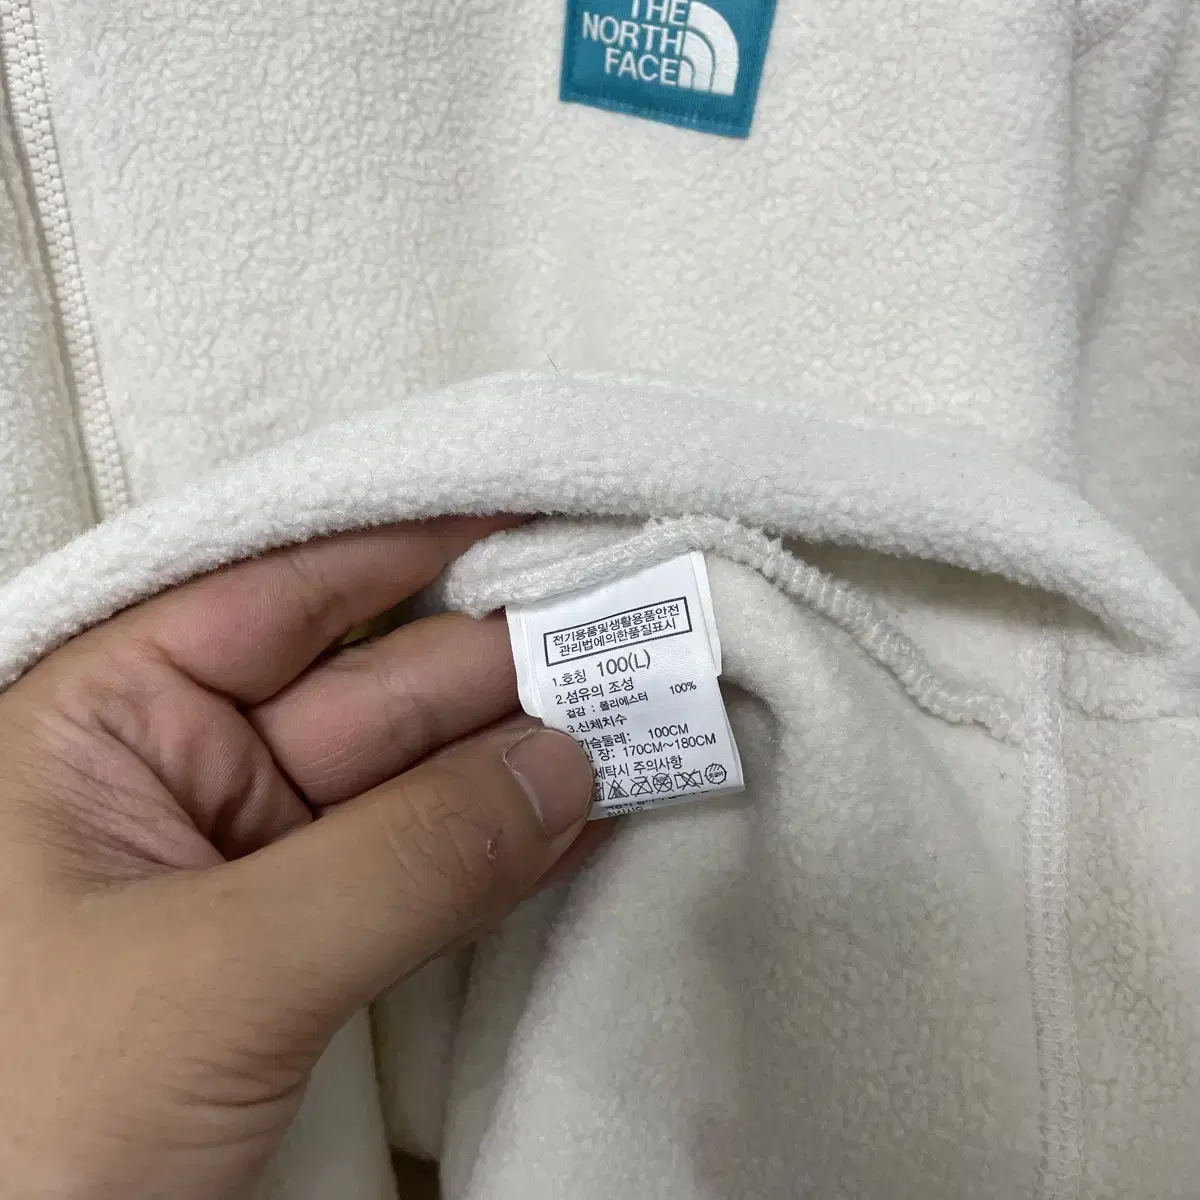 THE
NORTH
FACE
전기용품및생활용품안전
관리법에의한품질표시
1.호칭 100(L)
2.섬유의 조성
겉감 : 폴리에스터 100%
3.신체치수
가슴둘레: 100CM
장: 170CM~180CM
세탁시 주의사항